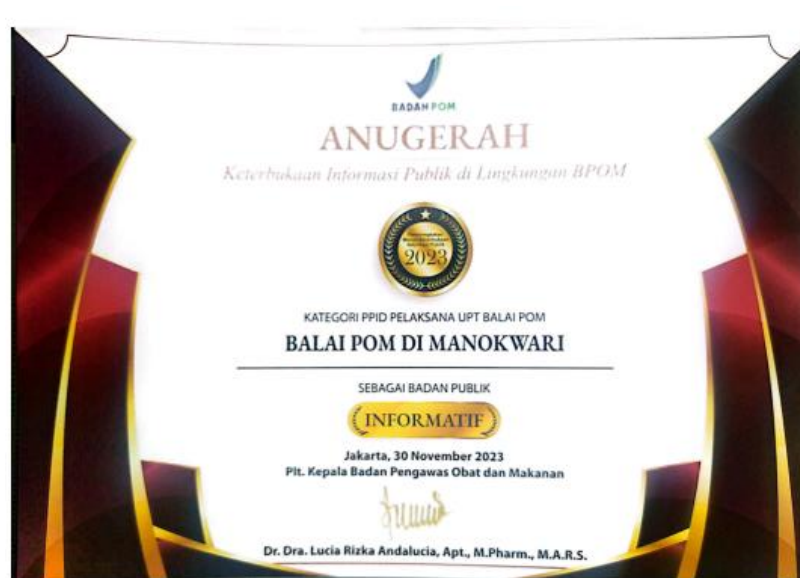 BADAN POM
ANUGERAH
Keterbukaan Informasi Publik di Lingkungan BPOM
2023
KATEGORI PPID PELAKSANA UPT BALAI POM
BALAI POM DI MANOKWARI
SEBAGAI BADAN PUBLIK
INFORMATIF
Jakarta, 30 November 2023
Plt. Kepala Badan Pengawas Obat dan Makanan
Dr. Dra. Lucia Rizka Andalucia, Apt., M.Pharm., M.A.R.S.